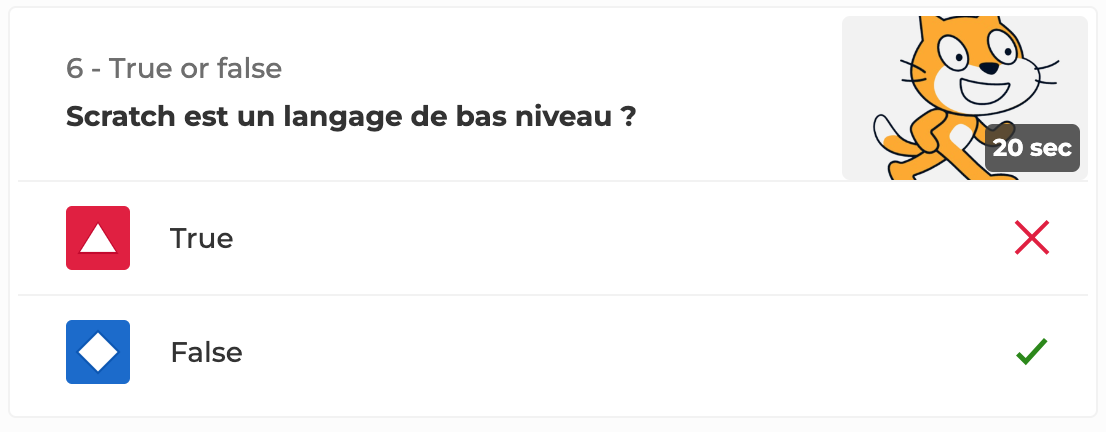 6 - True or false
Scratch est un langage de bas niveau ?
20 sec
True
False